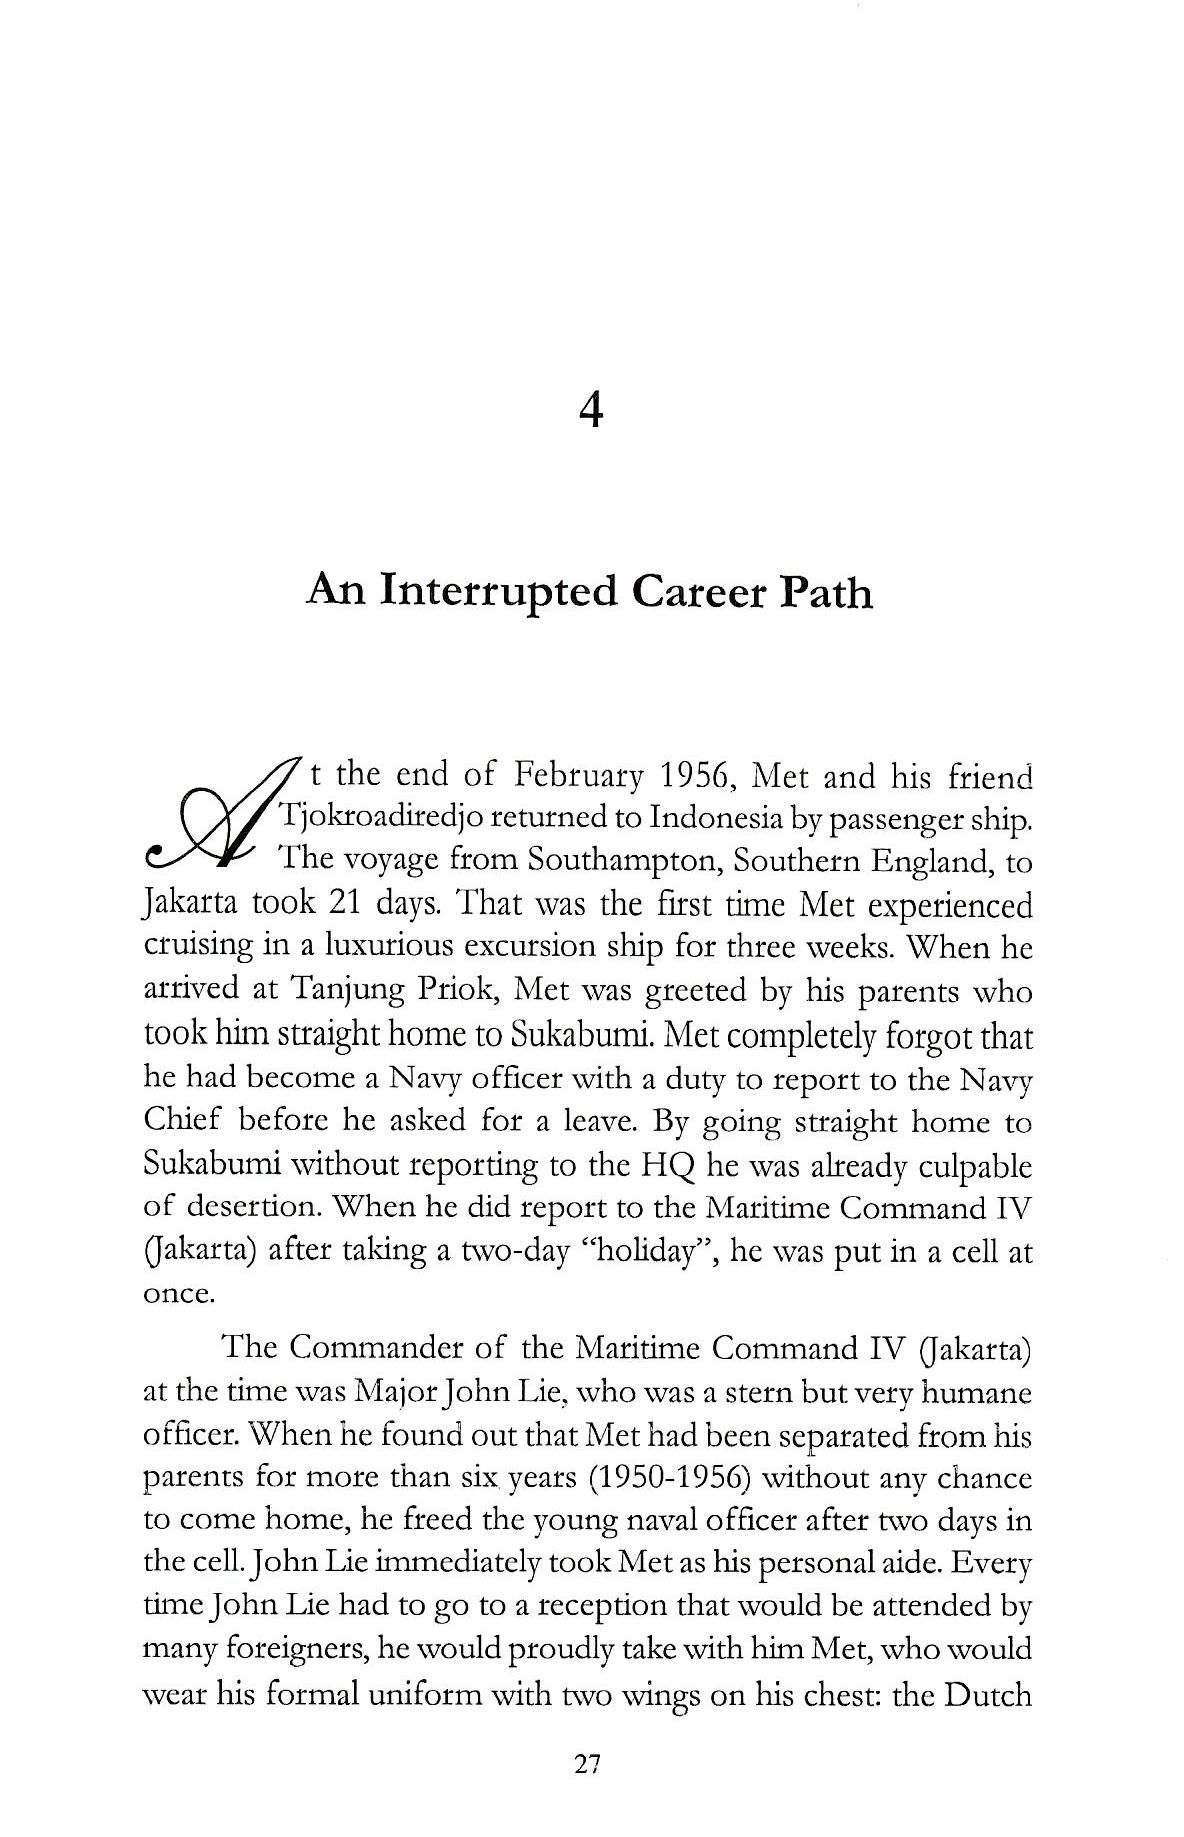 4
An Interrupted Career Path
At the end of February 1956, Met and his friend
Tjokroadiredjo returned to Indonesia by passenger ship.
The voyage from Southampton, Southern England, to
Jakarta took 21 days. That was the first time Met experienced
cruising in a luxurious excursion ship for three weeks. When he
arrived at Tanjung Priok, Met was greeted by his parents who
took him straight home to Sukabumi. Met completely forgot that
he had become a Navy officer with a duty to report to the Navy
Chief before he asked for a leave. By going straight home to
Sukabumi without reporting to the HQ he was already culpable
of desertion. When he did report to the Maritime Command IV
(Jakarta) after taking a two-day “holiday”, he was put in a cell at
once.
The Commander of the Maritime Command IV (Jakarta)
at the time was Major John Lie, who was a stern but very humane
officer. When he found out that Met had been separated from his
parents for more than six years (1950-1956) without any chance
to come home, he freed the young naval officer after two days in
the cell. John Lie immediately took Met as his personal aide. Every
time John Lie had to go to a reception that would be attended by
many foreigners, he would proudly take with him Met, who would
wear his formal uniform with two wings on his chest: the Dutch
27